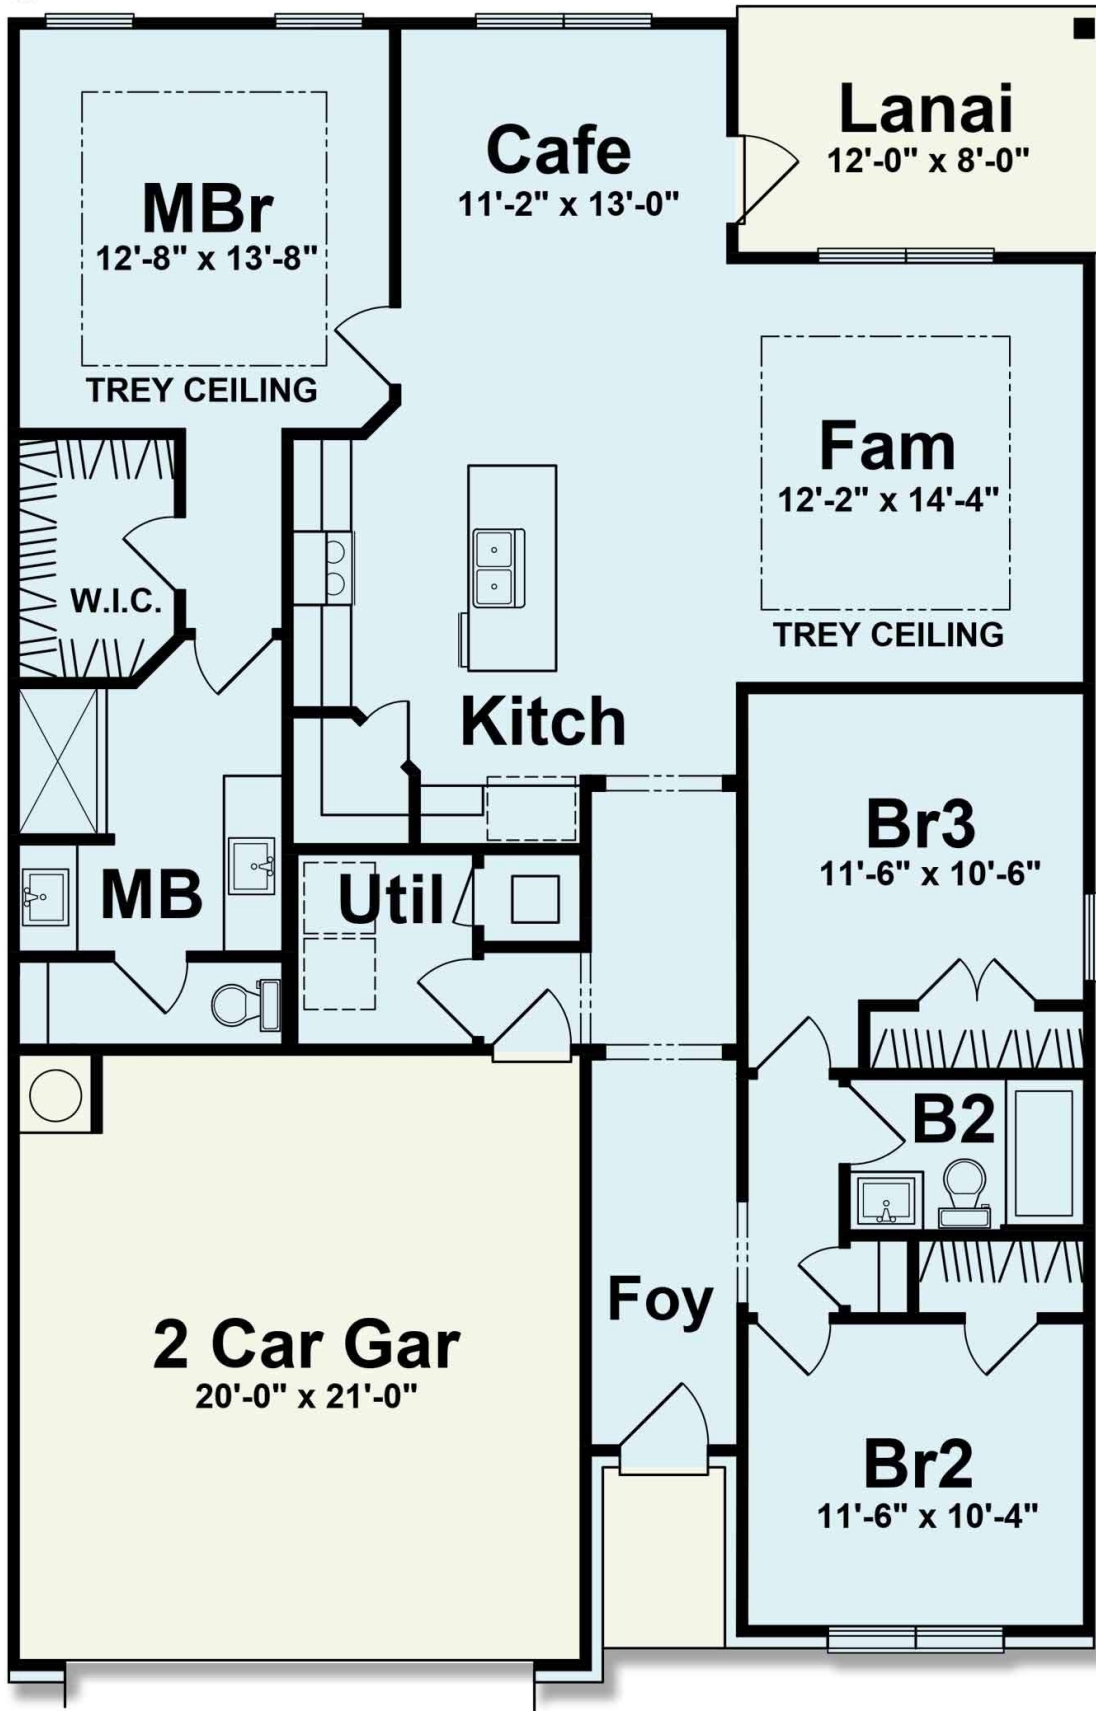 Lanai
12'-0" x 8'-0"
Cafe
11'-2" x 13'-0"
MBr
12'-8" x 13'-8"
TREY CEILING
Fam
12'-2" x 14'-4"
TREY CEILING
W.I.C.
Kitch
Br3
11'-6" x 10'-6"
MB
Util
B2
Foy
2 Car Gar
20'-0" x 21'-0"
Br2
11'-6" x 10'-4"